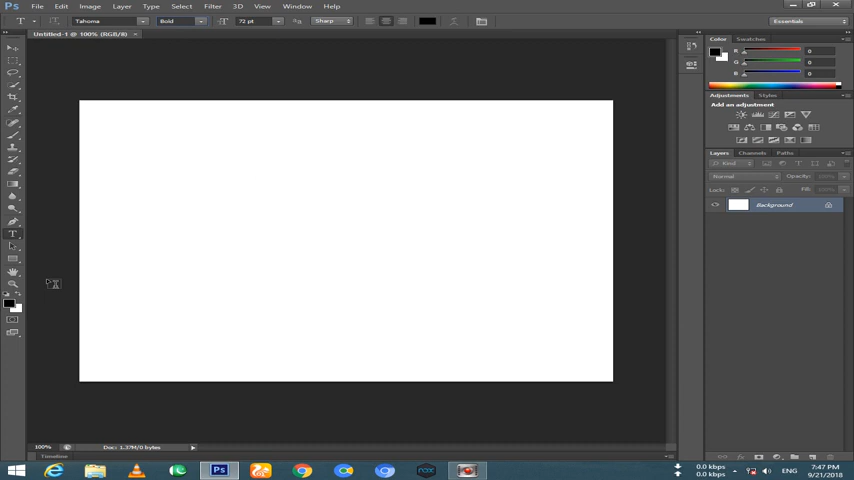 Ps File Edit Image Layer Type Select Filter 3D View Window Help
T Tahoma Bold 72 pt Sharp Essentials
Untitled-1 @ 100% (RGB/8) ×
Color Swatches
R 0
G 0
B 0
Adjustments Styles
Add an adjustment
Layers Channels Paths
Kind
Normal Opacity: 100%
Lock: Fill: 100%
Background
100% Doc: 1.37M/0 bytes
Timeline
0.0 kbps
0.0 kbps
ENG
7:47 PM
9/21/2018